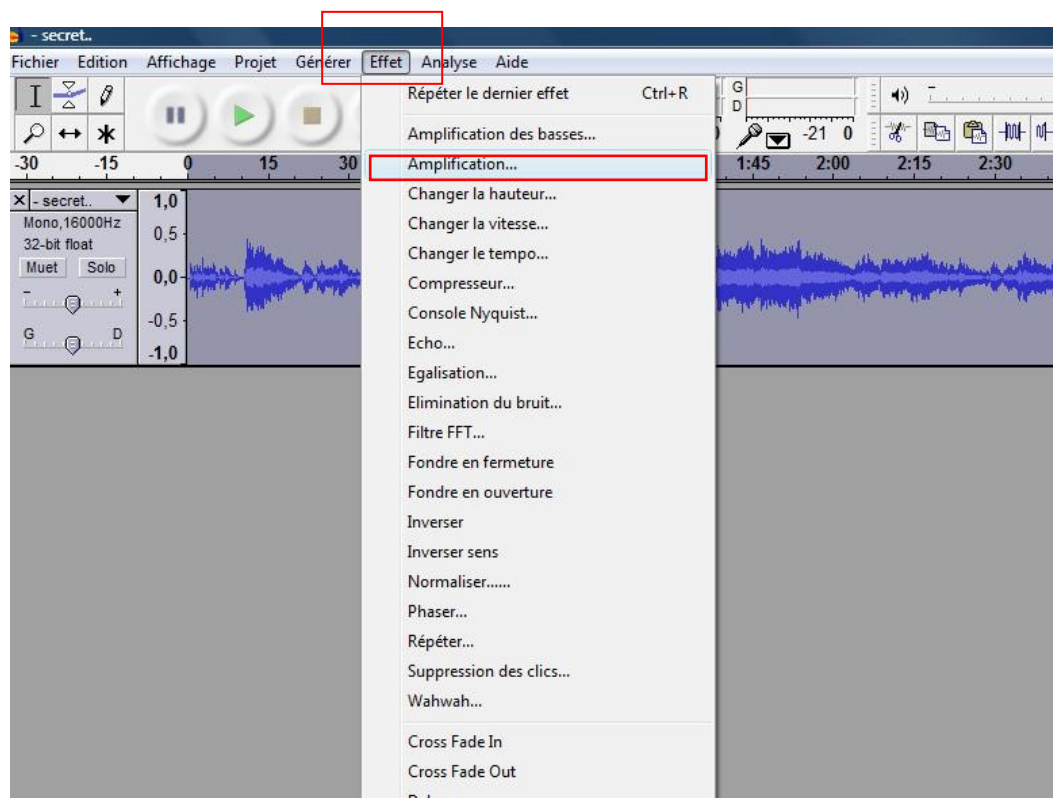 - secret..
Fichier Edition Affichage Projet Générer Effet Analyse Aide
Répéter le dernier effet Ctrl+R
G
D
-21 0
Amplification des basses...
-30 -15 0 15 30 1:45 2:00 2:15 2:30
Amplification...
- secret..
Mono,16000Hz
32-bit float
Muet Solo
- +
G D
1,0
0,5
0,0
-0,5
-1,0
Changer la hauteur...
Changer la vitesse...
Changer le tempo...
Compresseur...
Console Nyquist...
Echo...
Egalisation...
Elimination du bruit...
Filtre FFT...
Fondre en fermeture
Fondre en ouverture
Inverser
Inverser sens
Normaliser......
Phaser...
Répéter...
Suppression des clics...
Wahwah...
Cross Fade In
Cross Fade Out